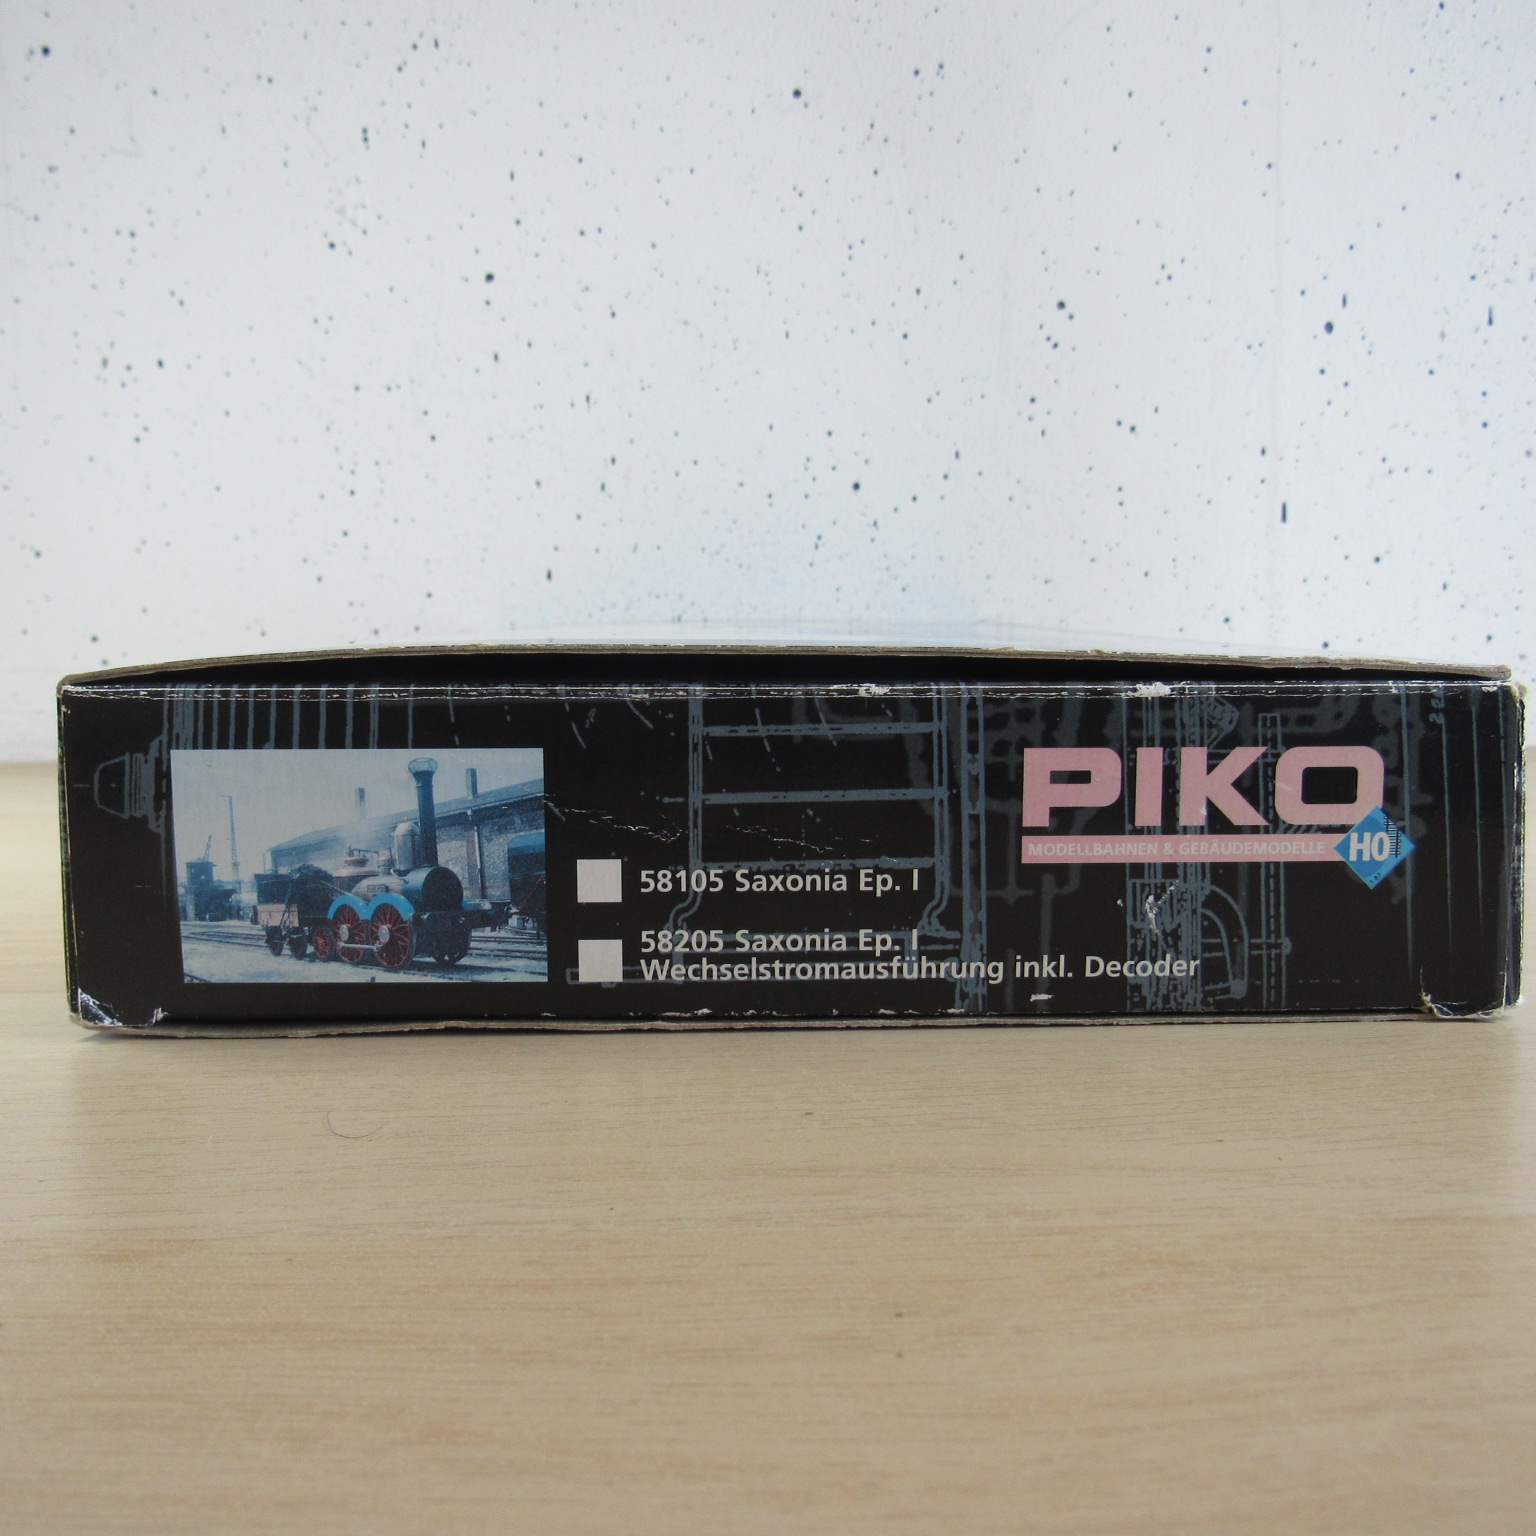 PIKO
MODELLBAHNEN & GEBÄUDEMODELLE
HO
58105 Saxonia Ep. I
58205 Saxonia Ep. I
Wechselstromausführung inkl. Decoder